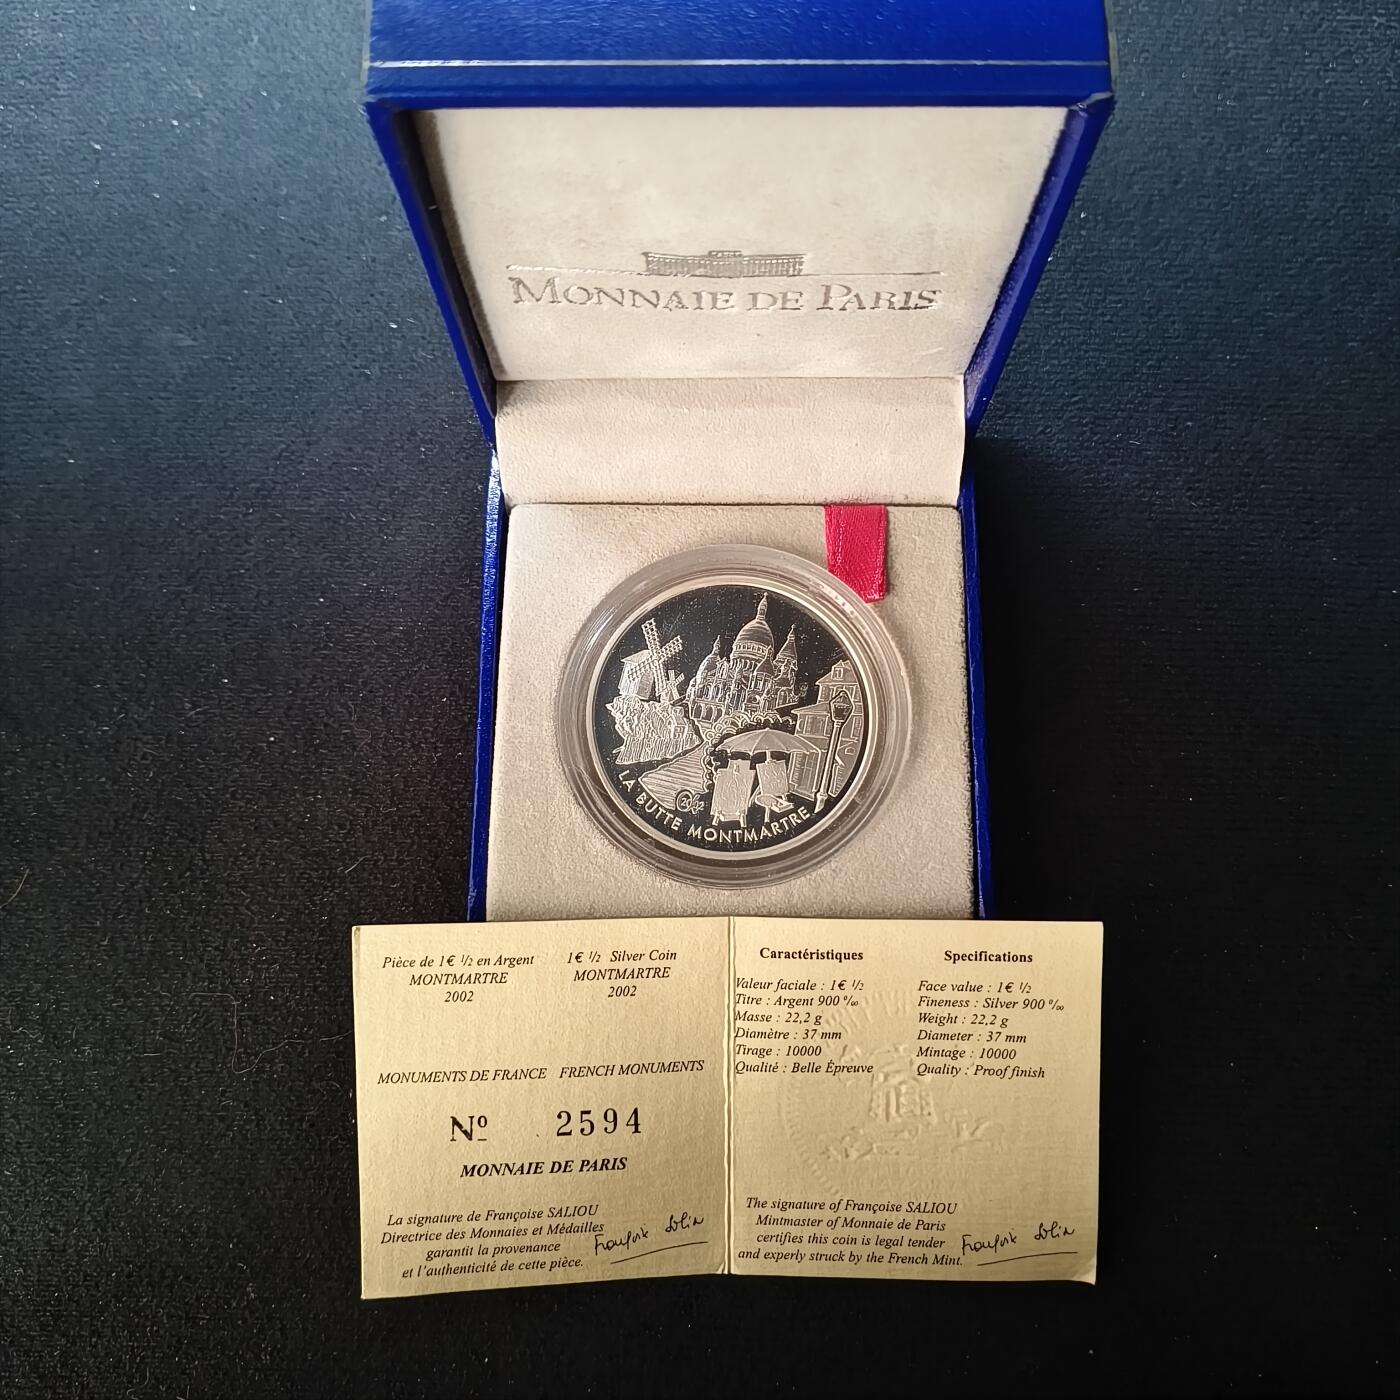 MONNAIE DE PARIS
LA BUTTE MONTMARTRE
2002
Pièce de 1€ ½ en Argent
MONTMARTRE
2002
1€ ½ Silver Coin
MONTMARTRE
2002
MONUMENTS DE FRANCE FRENCH MONUMENTS
Nº 2594
MONNAIE DE PARIS
La signature de Françoise SALIOU
Directrice des Monnaies et Médailles
garantit la provenance
et l'authenticité de cette pièce.
Caractéristiques
Valeur faciale : 1€ ½
Titre : Argent 900 °/₀₀
Masse : 22,2 g
Diamètre : 37 mm
Tirage : 10000
Qualité : Belle Épreuve
Specifications
Face value : 1€ ½
Fineness : Silver 900 °/₀₀
Weight : 22,2 g
Diameter : 37 mm
Mintage : 10000
Quality : Proof finish
The signature of Françoise SALIOU
Mintmaster of Monnaie de Paris
certifies this coin is legal tender
and experly struck by the French Mint.